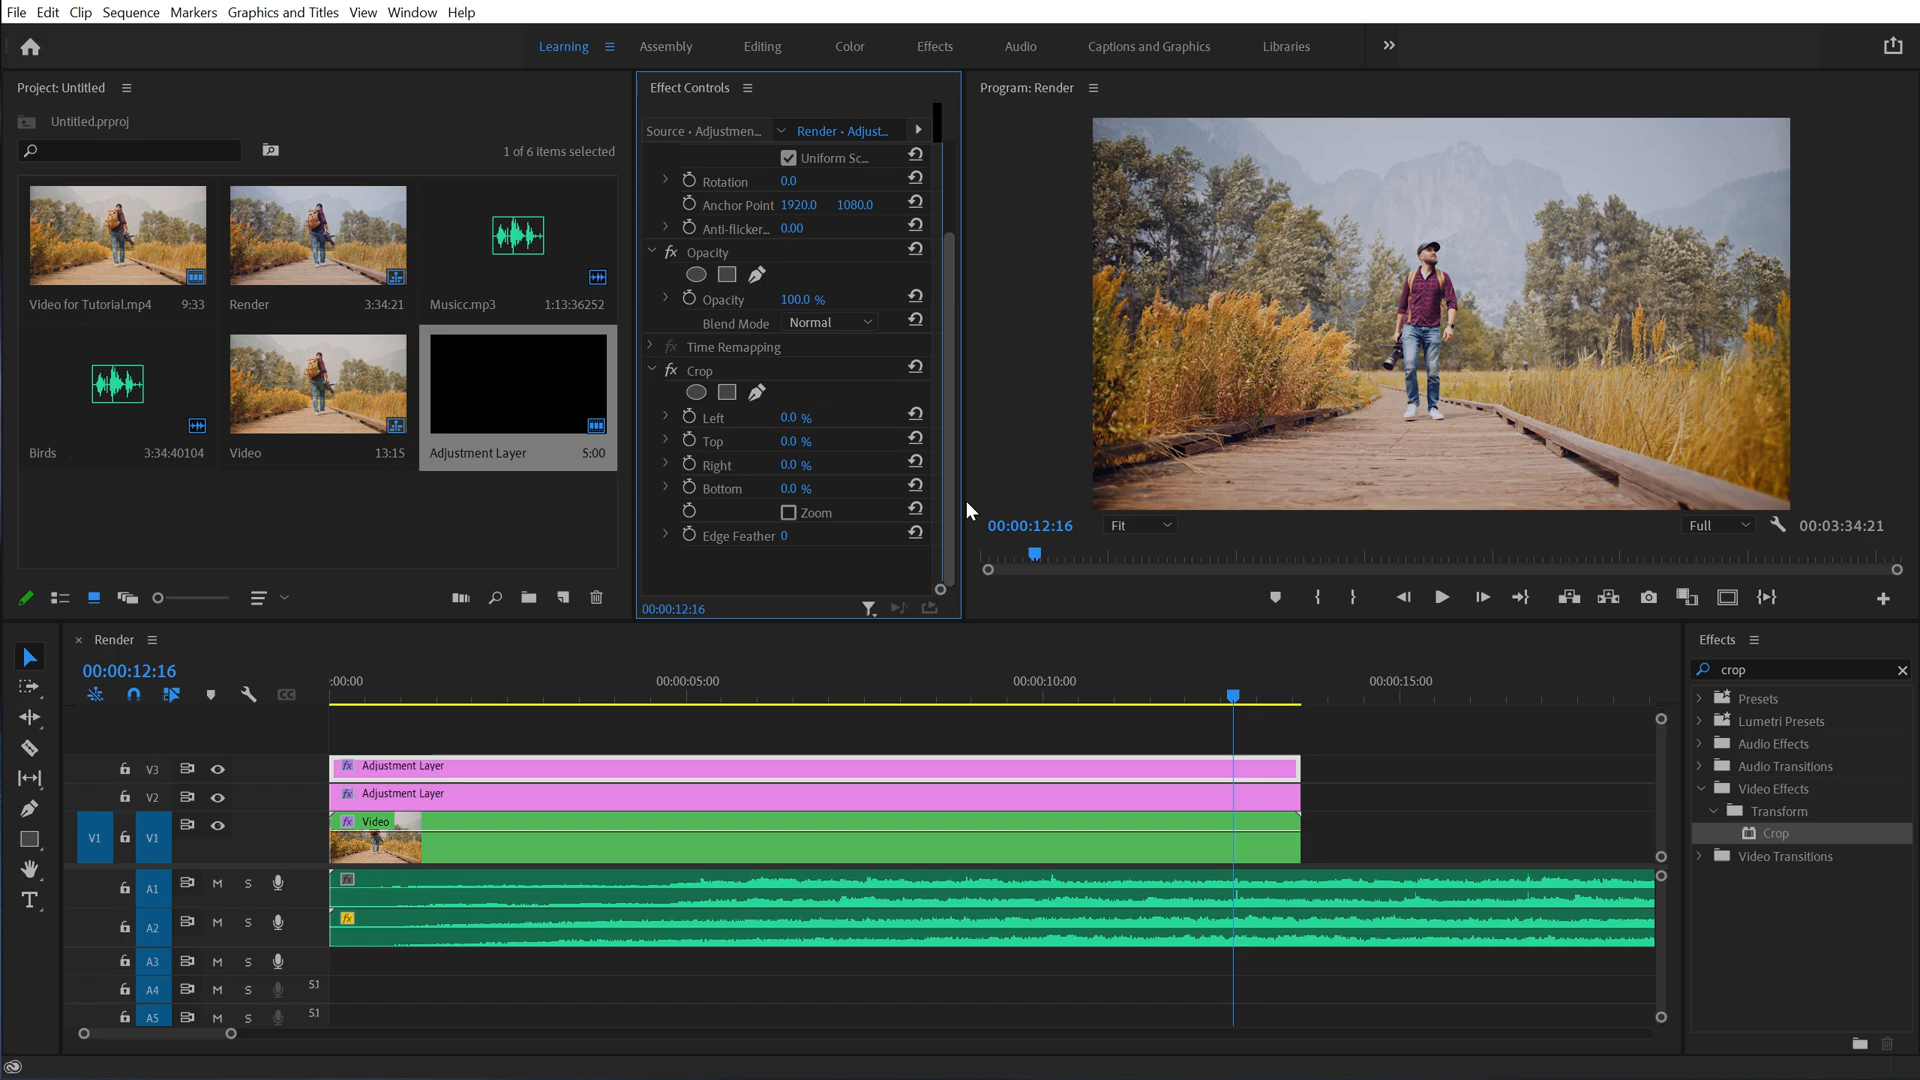 File Edit Clip Sequence Markers Graphics and Titles View Window Help
Learning Assembly Editing Color Effects Audio Captions and Graphics Libraries
Project: Untitled
Untitled.prproj
1 of 6 items selected
Video for Tutorial.mp4 9:33
Render 3:34:21
Musicc.mp3 1:13:36252
Birds 3:34:40104
Video 13:15
Adjustment Layer 5:00
Effect Controls
Source • Adjustmen... Render • Adjust...
Uniform Sc...
Rotation 0.0
Anchor Point 1920.0 1080.0
Anti-flicker... 0.00
fx Opacity
Opacity 100.0 %
Blend Mode Normal
fx Time Remapping
fx Crop
Left 0.0 %
Top 0.0 %
Right 0.0 %
Bottom 0.0 %
Zoom
Edge Feather 0
00:00:12:16
Program: Render
00:00:12:16 Fit Full 00:03:34:21
Render
00:00:12:16
CC
:00:00 00:00:05:00 00:00:10:00 00:00:15:00
V3 fx Adjustment Layer
V2 fx Adjustment Layer
V1 V1 fx Video
A1 M S fx
A2 M S fx
A3 M S
A4 M S 5.1
A5 M S 5.1
T
Effects
crop
Presets
Lumetri Presets
Audio Effects
Audio Transitions
Video Effects
Transform
Crop
Video Transitions